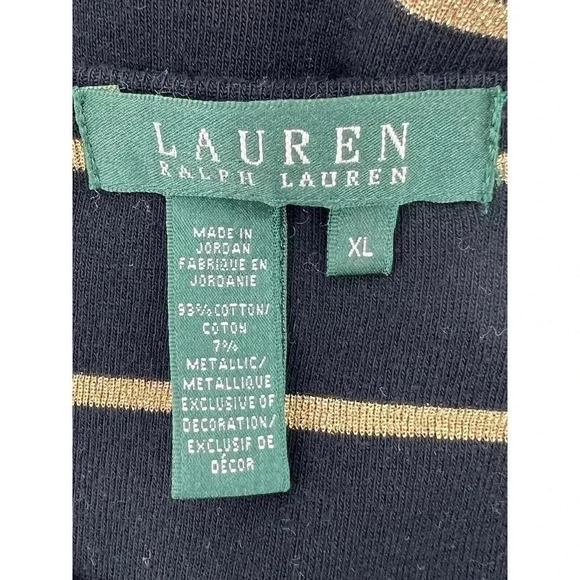 LAUREN
RALPH LAUREN
XL
MADE IN
JORDAN
FABRIQUE EN
JORDANIE
93% COTTON/
COTON
7%
METALLIC/
METALLIQUE
EXCLUSIVE OF
DECORATION/
EXCLUSIF DE
DÉCOR